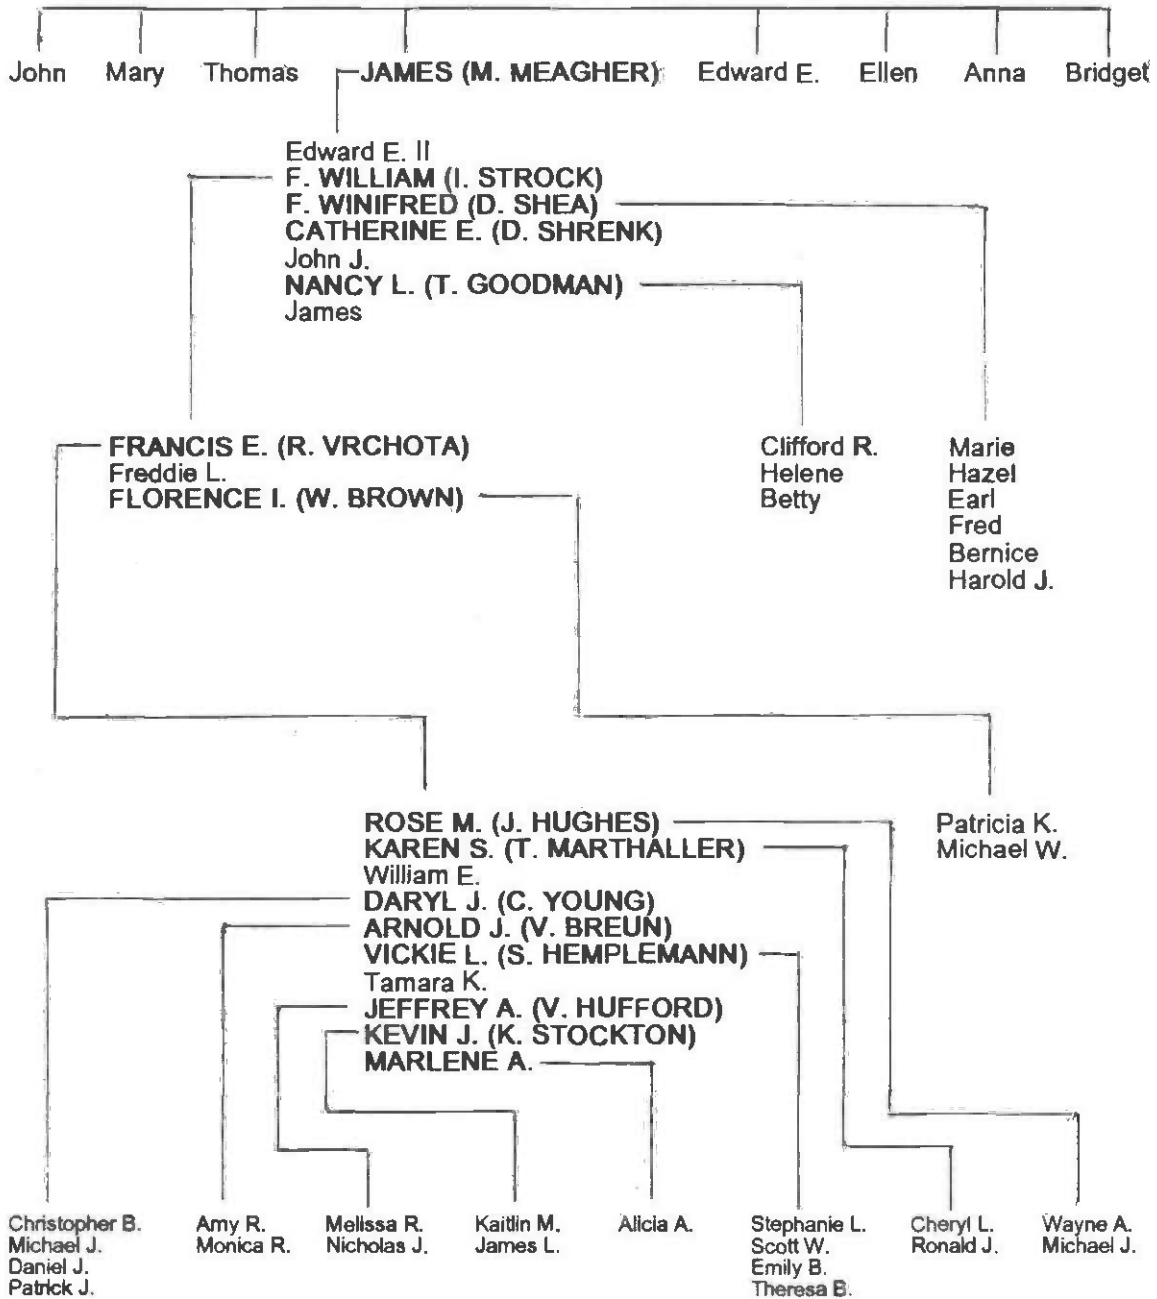 John Mary Thomas JAMES (M. MEAGHER) Edward E. Ellen Anna Bridget
Edward E. II
F. WILLIAM (I. STROCK)
F. WINIFRED (D. SHEA)
CATHERINE E. (D. SHRENK)
John J.
NANCY L. (T. GOODMAN)
James
FRANCIS E. (R. VRCHOTA)
Freddie L.
FLORENCE I. (W. BROWN)
Clifford R.
Helene
Betty
Marie
Hazel
Earl
Fred
Bernice
Harold J.
ROSE M. (J. HUGHES)
KAREN S. (T. MARTHALLER)
William E.
DARYL J. (C. YOUNG)
ARNOLD J. (V. BREUN)
VICKIE L. (S. HEMPLEMANN)
Tamara K.
JEFFREY A. (V. HUFFORD)
KEVIN J. (K. STOCKTON)
MARLENE A.
Patricia K.
Michael W.
Christopher B.
Michael J.
Daniel J.
Patrick J.
Amy R.
Monica R.
Melissa R.
Nicholas J.
Kaitlin M.
James L.
Alicia A.
Stephanie L.
Scott W.
Emily B.
Theresa B.
Cheryl L.
Ronald J.
Wayne A.
Michael J.